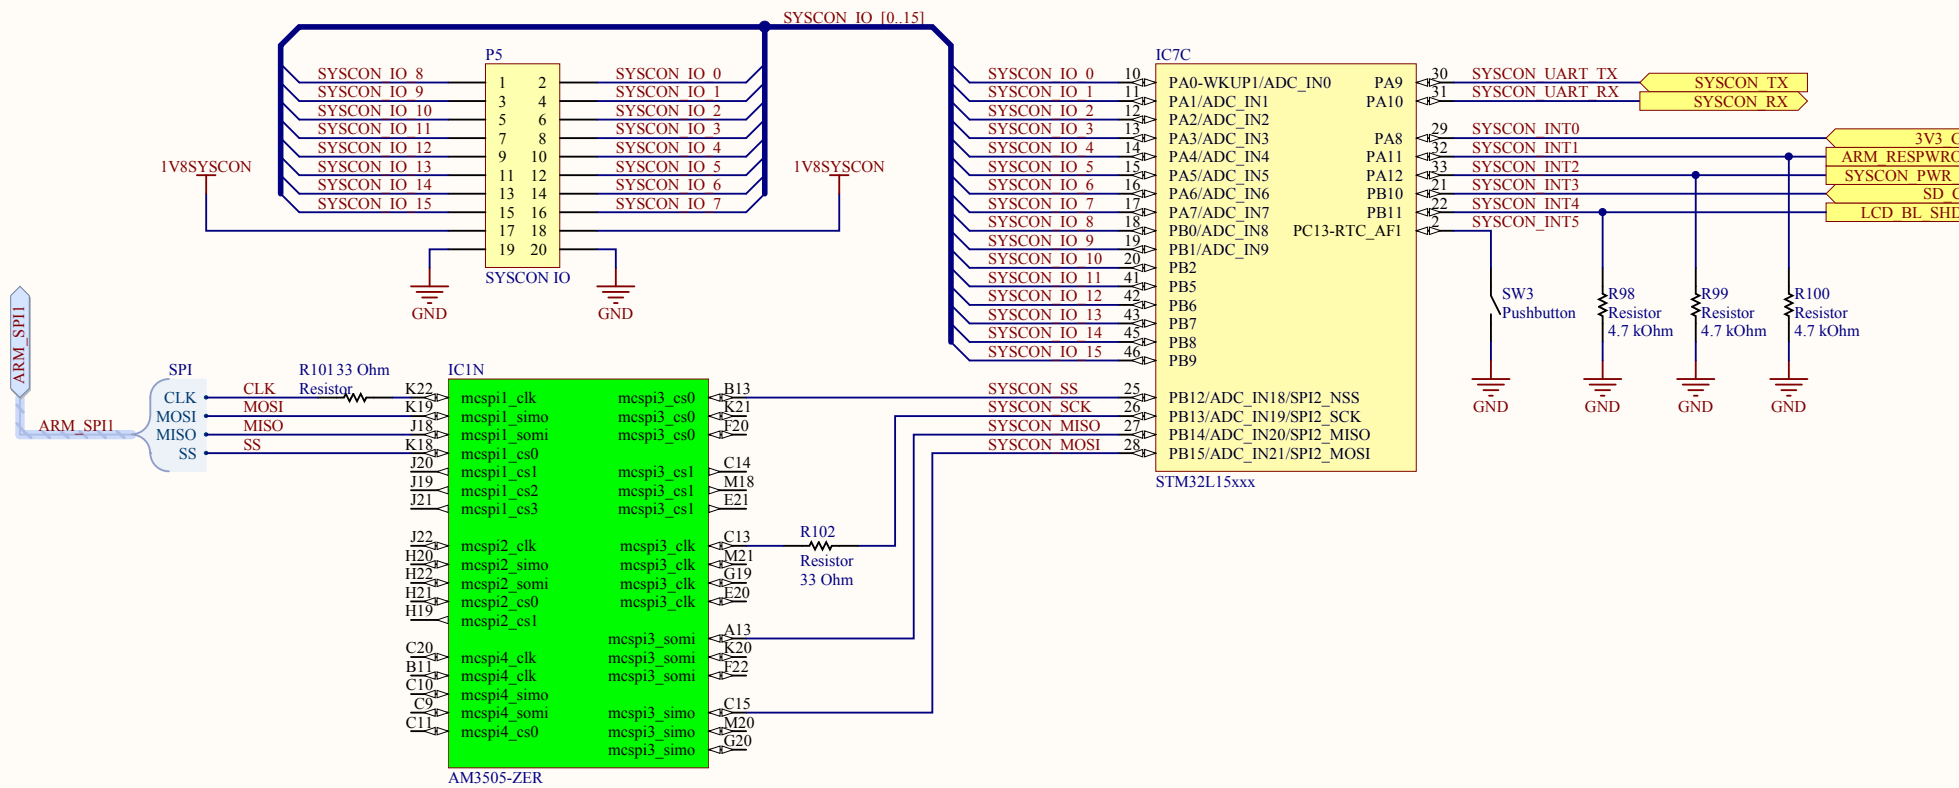 SYSCON_IO_[0..15]
P5
SYSCON_IO_8 1 2 SYSCON_IO_0
SYSCON_IO_9 3 4 SYSCON_IO_1
SYSCON_IO_10 5 6 SYSCON_IO_2
SYSCON_IO_11 7 8 SYSCON_IO_3
SYSCON_IO_12 9 10 SYSCON_IO_4
SYSCON_IO_13 11 12 SYSCON_IO_5
SYSCON_IO_14 13 14 SYSCON_IO_6
SYSCON_IO_15 15 16 SYSCON_IO_7
17 18
19 20
1V8SYSCON
1V8SYSCON
SYSCON IO
GND
GND
IC7C
SYSCON_IO_0 10 PA0-WKUP1/ADC_IN0
SYSCON_IO_1 11 PA1/ADC_IN1
SYSCON_IO_2 12 PA2/ADC_IN2
SYSCON_IO_3 13 PA3/ADC_IN3
SYSCON_IO_4 14 PA4/ADC_IN4
SYSCON_IO_5 15 PA5/ADC_IN5
SYSCON_IO_6 16 PA6/ADC_IN6
SYSCON_IO_7 17 PA7/ADC_IN7
SYSCON_IO_8 18 PB0/ADC_IN8
SYSCON_IO_9 19 PB1/ADC_IN9
SYSCON_IO_10 20 PB2
SYSCON_IO_11 41 PB5
SYSCON_IO_12 42 PB6
SYSCON_IO_13 43 PB7
SYSCON_IO_14 45 PB8
SYSCON_IO_15 46 PB9
SYSCON_SS 25 PB12/ADC_IN18/SPI2_NSS
SYSCON_SCK 26 PB13/ADC_IN19/SPI2_SCK
SYSCON_MISO 27 PB14/ADC_IN20/SPI2_MISO
SYSCON_MOSI 28 PB15/ADC_IN21/SPI2_MOSI
STM32L15xxx
PA9 30 SYSCON_UART_TX SYSCON_TX
PA10 31 SYSCON_UART_RX SYSCON_RX
PA8 29 SYSCON_INT0 3V3_
PA11 32 SYSCON_INT1 ARM_RESPWRO
PA12 33 SYSCON_INT2 SYSCON_PWR_
PB10 21 SYSCON_INT3 SD_
PB11 22 SYSCON_INT4 LCD_BL_SHD
PC13-RTC_AF1 2 SYSCON_INT5
SW3
Pushbutton
R98
Resistor
4.7 kOhm
R99
Resistor
4.7 kOhm
R100
Resistor
4.7 kOhm
GND
GND
GND
GND
ARM_SPI1
ARM_SPI1
SPI
CLK
MOSI
MISO
SS
CLK
MOSI
MISO
SS
R101 33 Ohm
Resistor
IC1N
K22 mcspi1_clk
K19 mcspi1_simo
J18 mcspi1_somi
K18 mcspi1_cs0
J20 mcspi1_cs1
J19 mcspi1_cs2
J21 mcspi1_cs3
J22 mcspi2_clk
H20 mcspi2_simo
H22 mcspi2_somi
H21 mcspi2_cs0
H19 mcspi2_cs1
C20 mcspi4_clk
B11 mcspi4_clk
C10 mcspi4_simo
C9 mcspi4_somi
C11 mcspi4_cs0
mcspi3_cs0 B13
mcspi3_cs0 K21
mcspi3_cs0 F20
mcspi3_cs1 C14
mcspi3_cs1 M18
mcspi3_cs1 E21
mcspi3_clk C13
mcspi3_clk M21
mcspi3_clk G19
mcspi3_clk E20
mcspi3_somi A13
mcspi3_somi K20
mcspi3_somi F22
mcspi3_simo C15
mcspi3_simo M20
mcspi3_simo G20
AM3505-ZER
R102
Resistor
33 Ohm